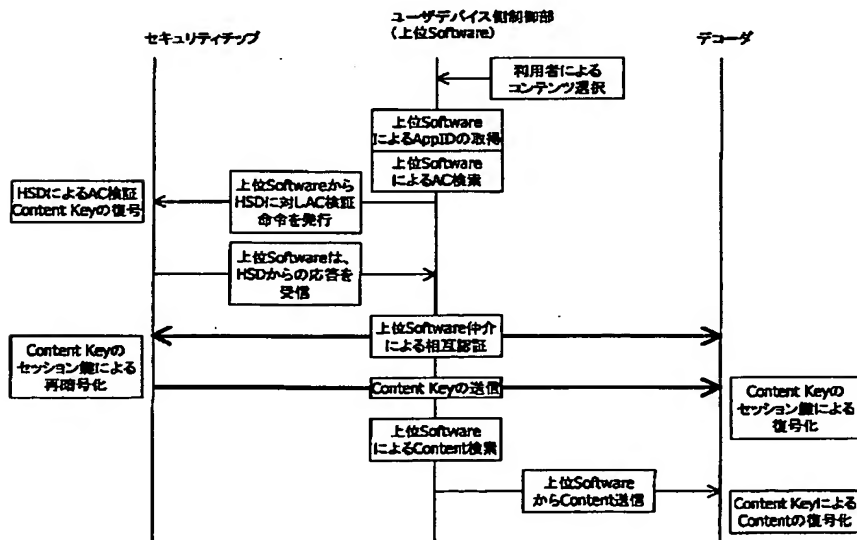 セキュリティチップ
ユーザデバイス側制御部
(上位Software)
デコーダ
利用者による
コンテンツ選択
上位Software
によるAppIDの取得
上位Software
によるAC検索
上位Softwareから
HSDに対しAC検証
命令を発行
HSDによるAC検証
Content Keyの復号
上位Softwareは、
HSDからの応答を
受信
上位Software仲介
による相互認証
Content Keyの
セッション鍵による
再暗号化
Content Keyの送信
Content Keyの
セッション鍵による
復号化
上位Software
によるContent検索
上位Software
からContent送信
Content Keyによる
Contentの復号化